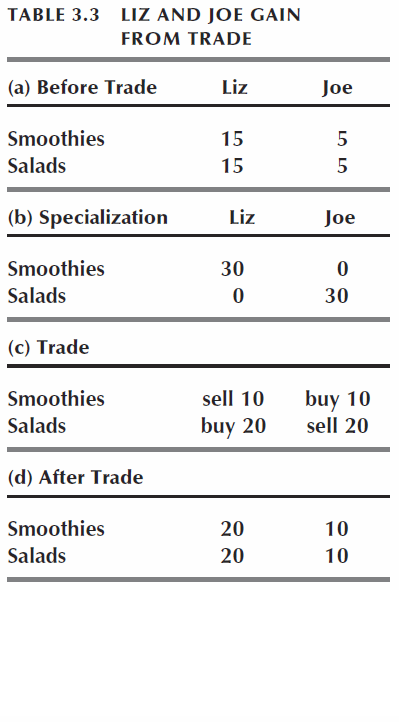 TABLE 3.3 LIZ AND JOE GAIN
FROM TRADE
(a) Before Trade Liz Joe
Smoothies 15 5
Salads 15 5
(b) Specialization Liz Joe
Smoothies 30 0
Salads 0 30
(c) Trade
Smoothies sell 10 buy 10
Salads buy 20 sell 20
(d) After Trade
Smoothies 20 10
Salads 20 10